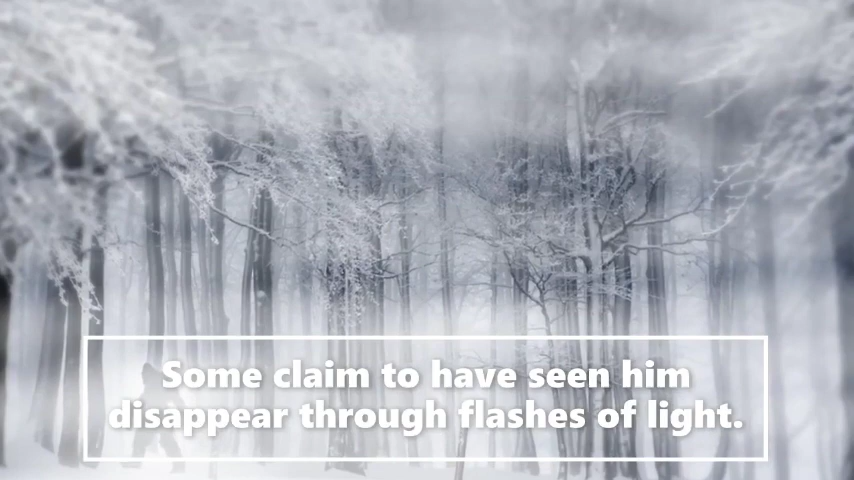 Some claim to have seen him
disappear through flashes of light.